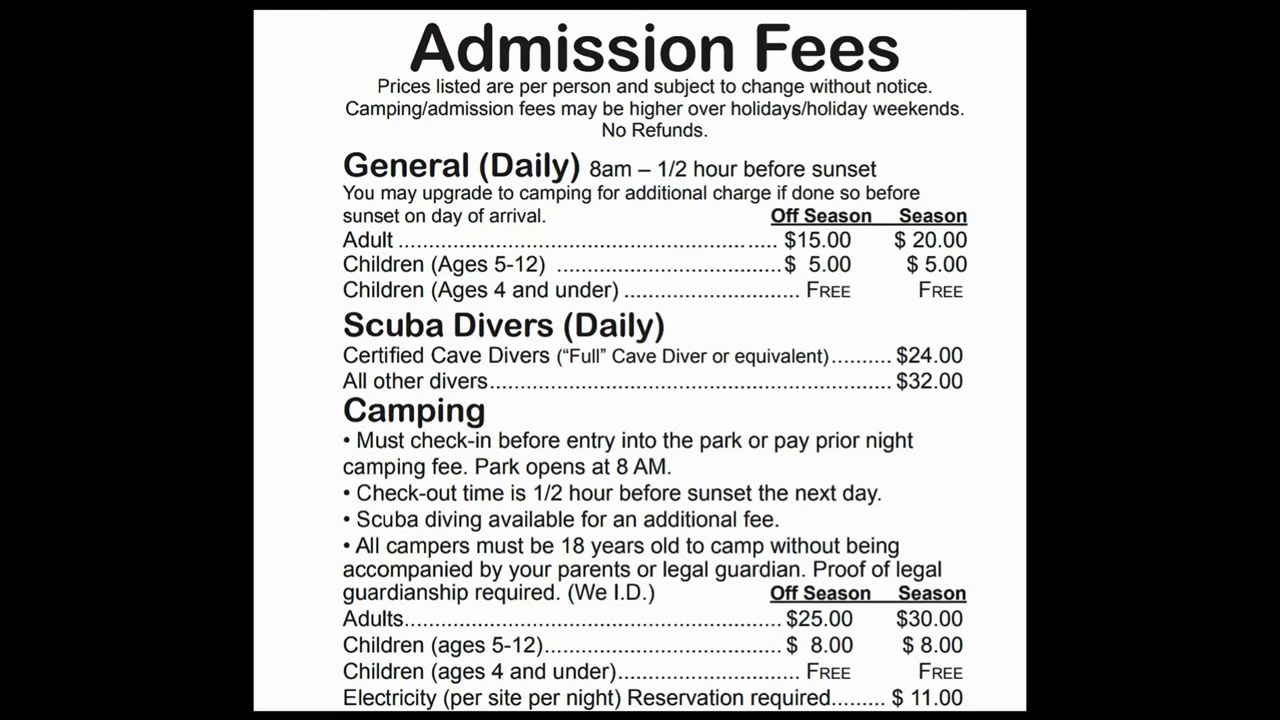 Admission Fees
Prices listed are per person and subject to change without notice.
Camping/admission fees may be higher over holidays/holiday weekends.
No Refunds.
General (Daily) 8am – 1/2 hour before sunset
You may upgrade to camping for additional charge if done so before
sunset on day of arrival. Off Season Season
Adult ........................................................ $15.00 $ 20.00
Children (Ages 5-12) .................................... $ 5.00 $ 5.00
Children (Ages 4 and under) ............................ FREE FREE
Scuba Divers (Daily)
Certified Cave Divers (“Full” Cave Diver or equivalent).......... $24.00
All other divers................................................................. $32.00
Camping
• Must check-in before entry into the park or pay prior night
camping fee. Park opens at 8 AM.
• Check-out time is 1/2 hour before sunset the next day.
• Scuba diving available for an additional fee.
• All campers must be 18 years old to camp without being
accompanied by your parents or legal guardian. Proof of legal
guardianship required. (We I.D.) Off Season Season
Adults............................................................. $25.00 $30.00
Children (ages 5-12)...................................... $ 8.00 $ 8.00
Children (ages 4 and under)............................. FREE FREE
Electricity (per site per night) Reservation required......... $ 11.00